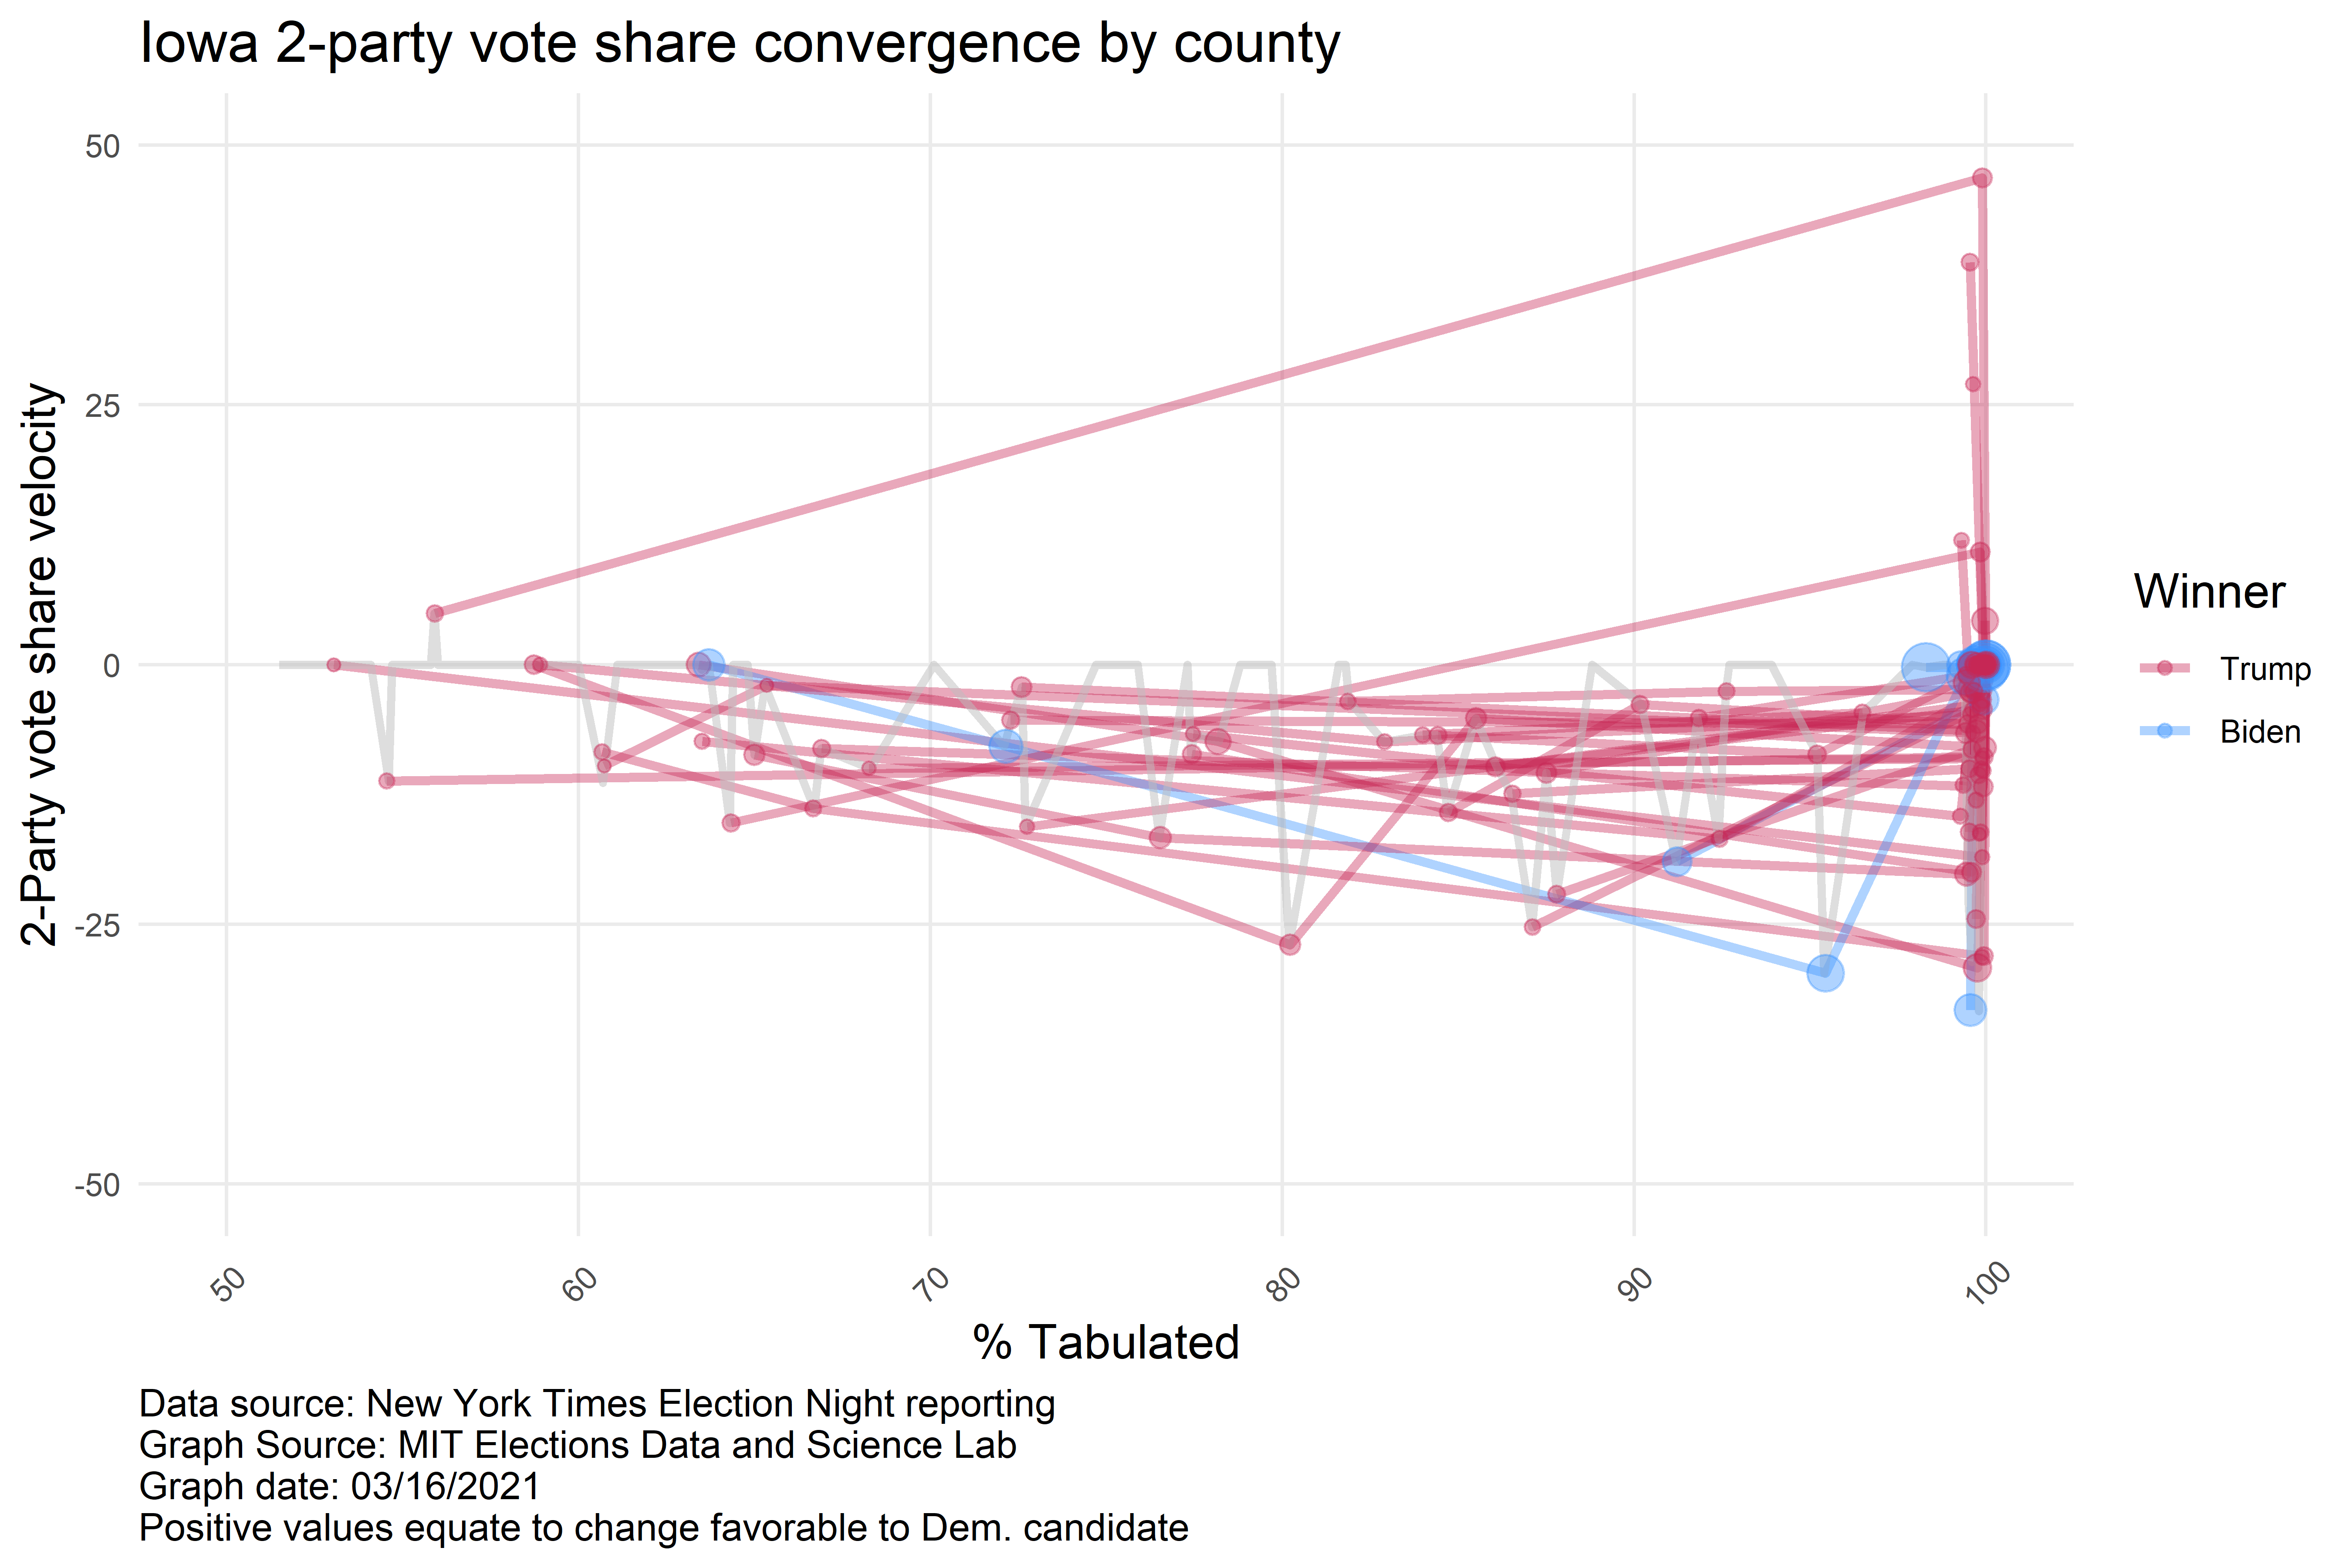 Iowa 2-party vote share convergence by county
2-Party vote share velocity
50
25
0
-25
-50
50
60
70
80
90
100
% Tabulated
Winner
Trump
Biden
Data source: New York Times Election Night reporting
Graph Source: MIT Elections Data and Science Lab
Graph date: 03/16/2021
Positive values equate to change favorable to Dem. candidate